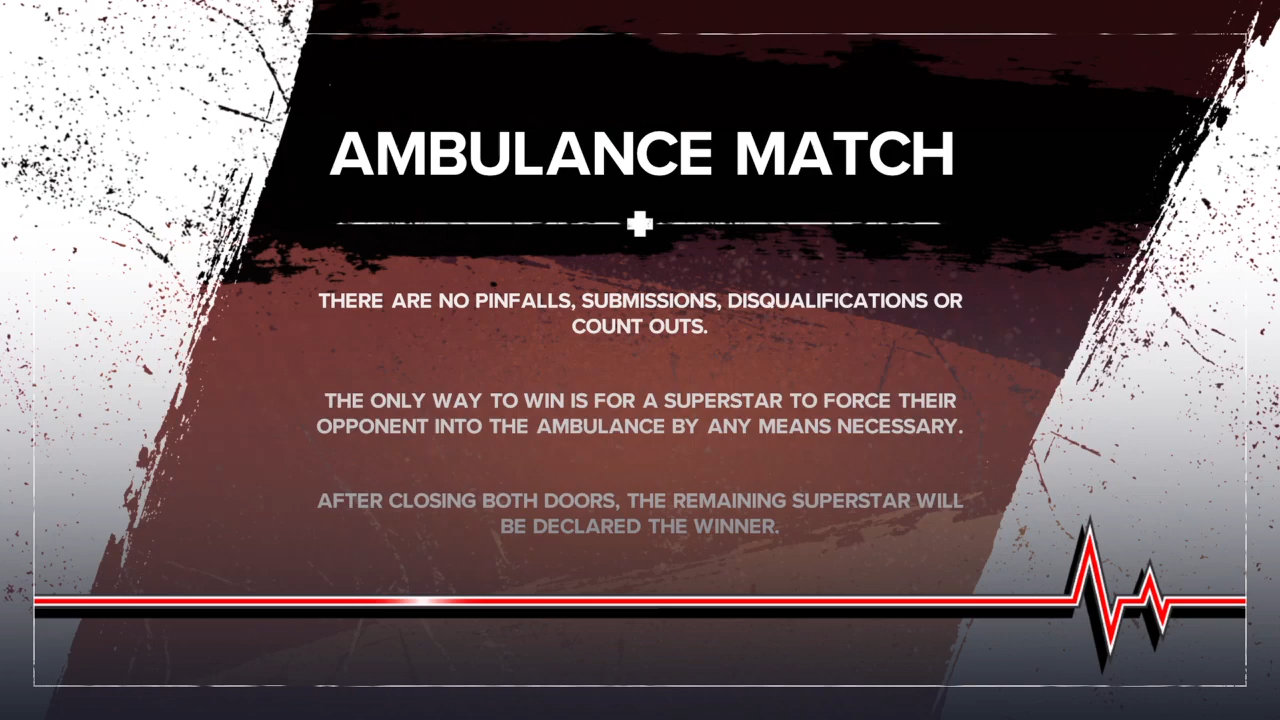 AMBULANCE MATCH
THERE ARE NO PINFALLS, SUBMISSIONS, DISQUALIFICATIONS OR
COUNT OUTS.
THE ONLY WAY TO WIN IS FOR A SUPERSTAR TO FORCE THEIR
OPPONENT INTO THE AMBULANCE BY ANY MEANS NECESSARY.
AFTER CLOSING BOTH DOORS, THE REMAINING SUPERSTAR WILL
BE DECLARED THE WINNER.